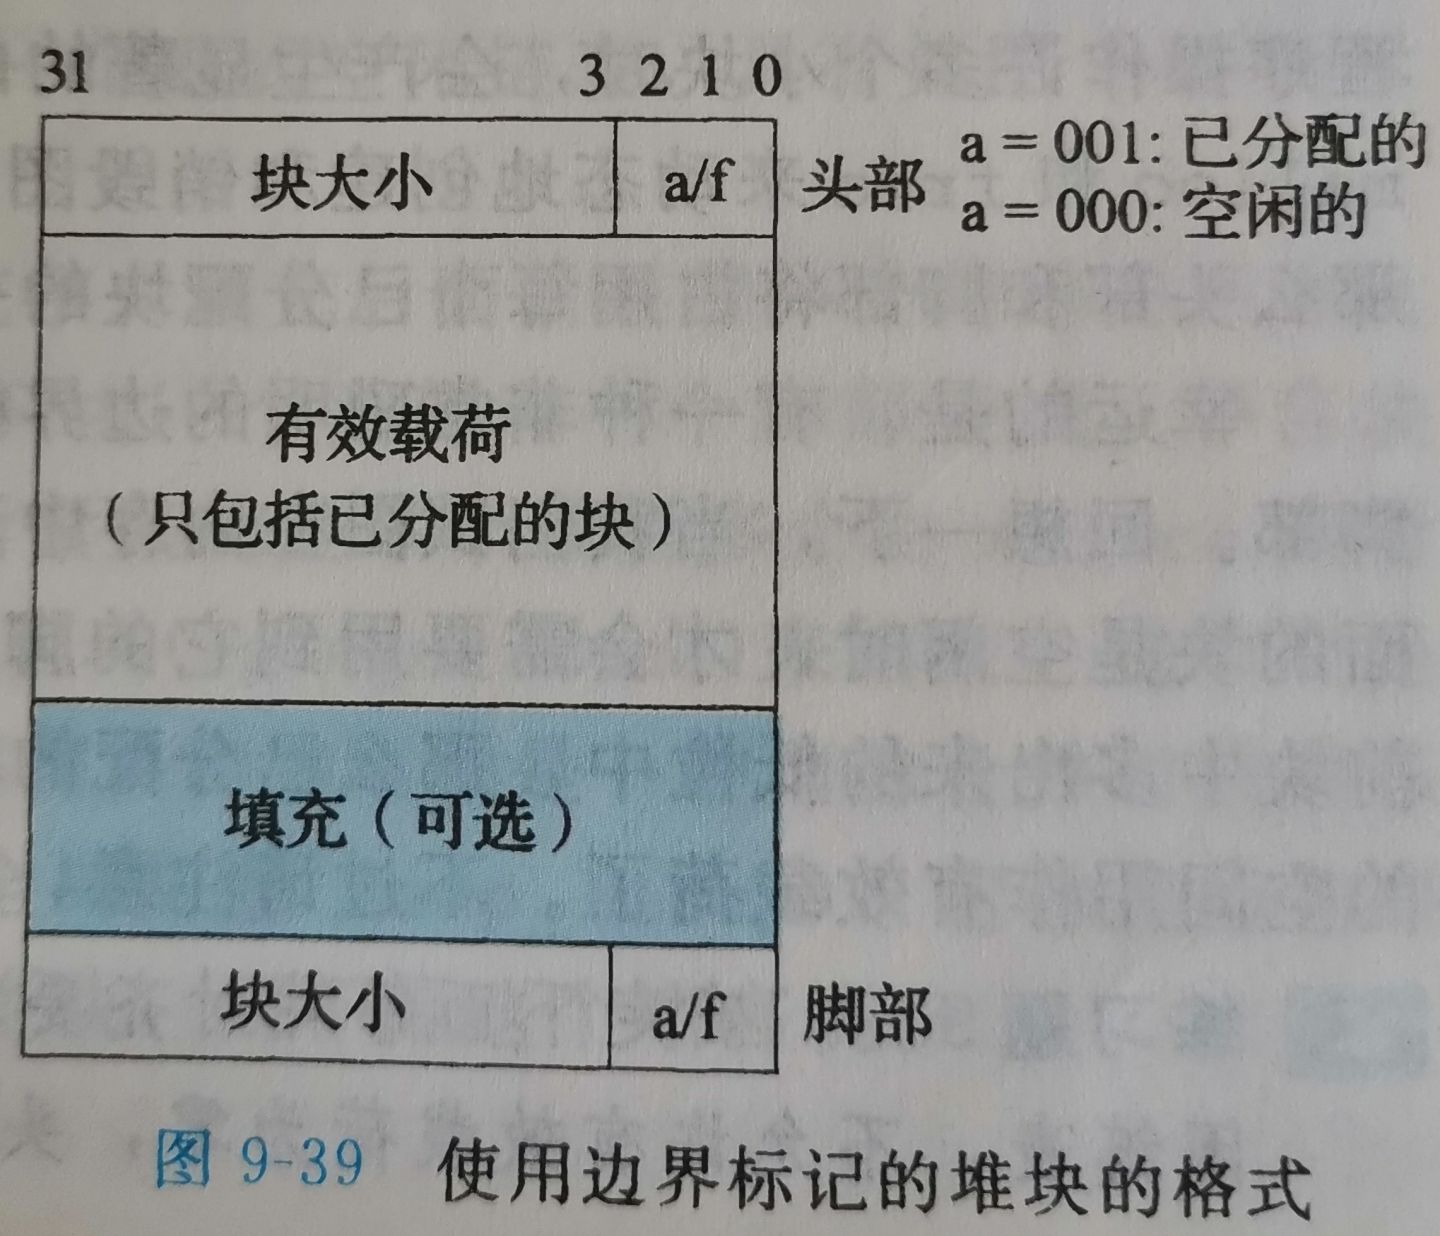 31 3 2 1 0
块大小 a/f 头部 a = 001: 已分配的
a = 000: 空闲的
有效载荷
（只包括已分配的块）
填充（可选）
块大小 a/f 脚部
图 9-39 使用边界标记的堆块的格式